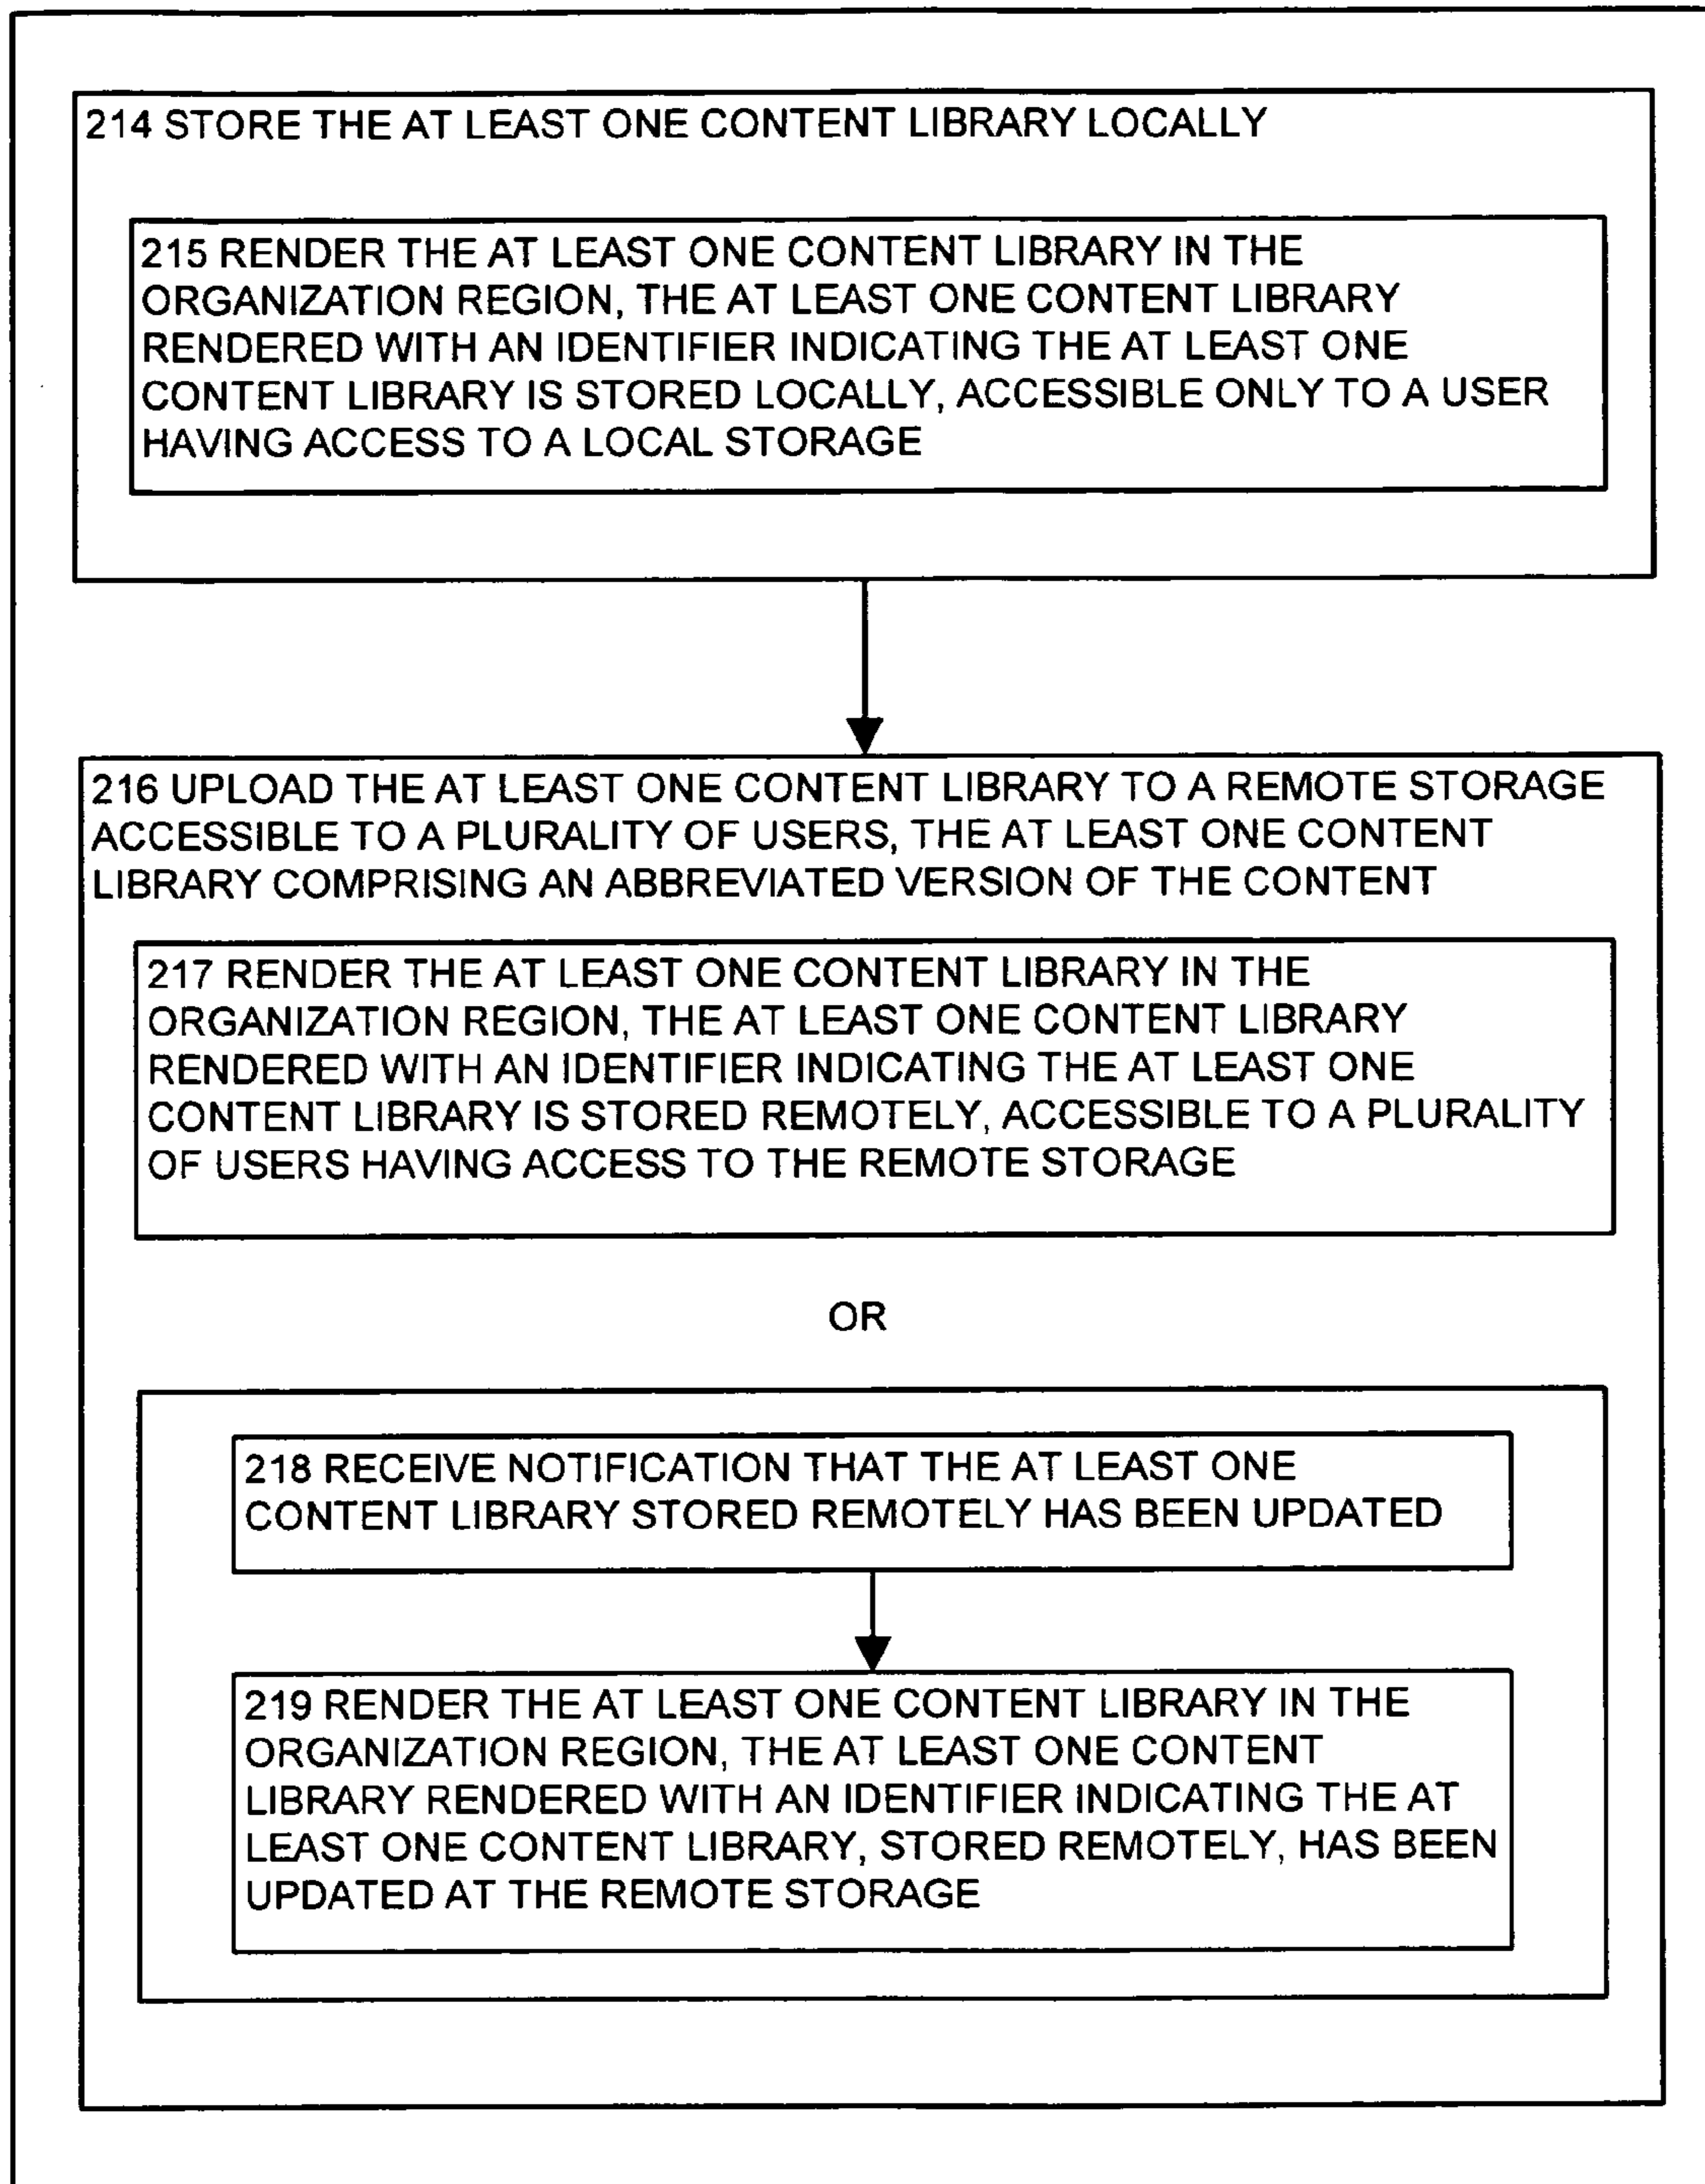 214 STORE THE AT LEAST ONE CONTENT LIBRARY LOCALLY
215 RENDER THE AT LEAST ONE CONTENT LIBRARY IN THE
ORGANIZATION REGION, THE AT LEAST ONE CONTENT LIBRARY
RENDERED WITH AN IDENTIFIER INDICATING THE AT LEAST ONE
CONTENT LIBRARY IS STORED LOCALLY, ACCESSIBLE ONLY TO A USER
HAVING ACCESS TO A LOCAL STORAGE
216 UPLOAD THE AT LEAST ONE CONTENT LIBRARY TO A REMOTE STORAGE
ACCESSIBLE TO A PLURALITY OF USERS, THE AT LEAST ONE CONTENT
LIBRARY COMPRISING AN ABBREVIATED VERSION OF THE CONTENT
217 RENDER THE AT LEAST ONE CONTENT LIBRARY IN THE
ORGANIZATION REGION, THE AT LEAST ONE CONTENT LIBRARY
RENDERED WITH AN IDENTIFIER INDICATING THE AT LEAST ONE
CONTENT LIBRARY IS STORED REMOTELY, ACCESSIBLE TO A PLURALITY
OF USERS HAVING ACCESS TO THE REMOTE STORAGE
OR
218 RECEIVE NOTIFICATION THAT THE AT LEAST ONE
CONTENT LIBRARY STORED REMOTELY HAS BEEN UPDATED
219 RENDER THE AT LEAST ONE CONTENT LIBRARY IN THE
ORGANIZATION REGION, THE AT LEAST ONE CONTENT
LIBRARY RENDERED WITH AN IDENTIFIER INDICATING THE AT
LEAST ONE CONTENT LIBRARY, STORED REMOTELY, HAS BEEN
UPDATED AT THE REMOTE STORAGE